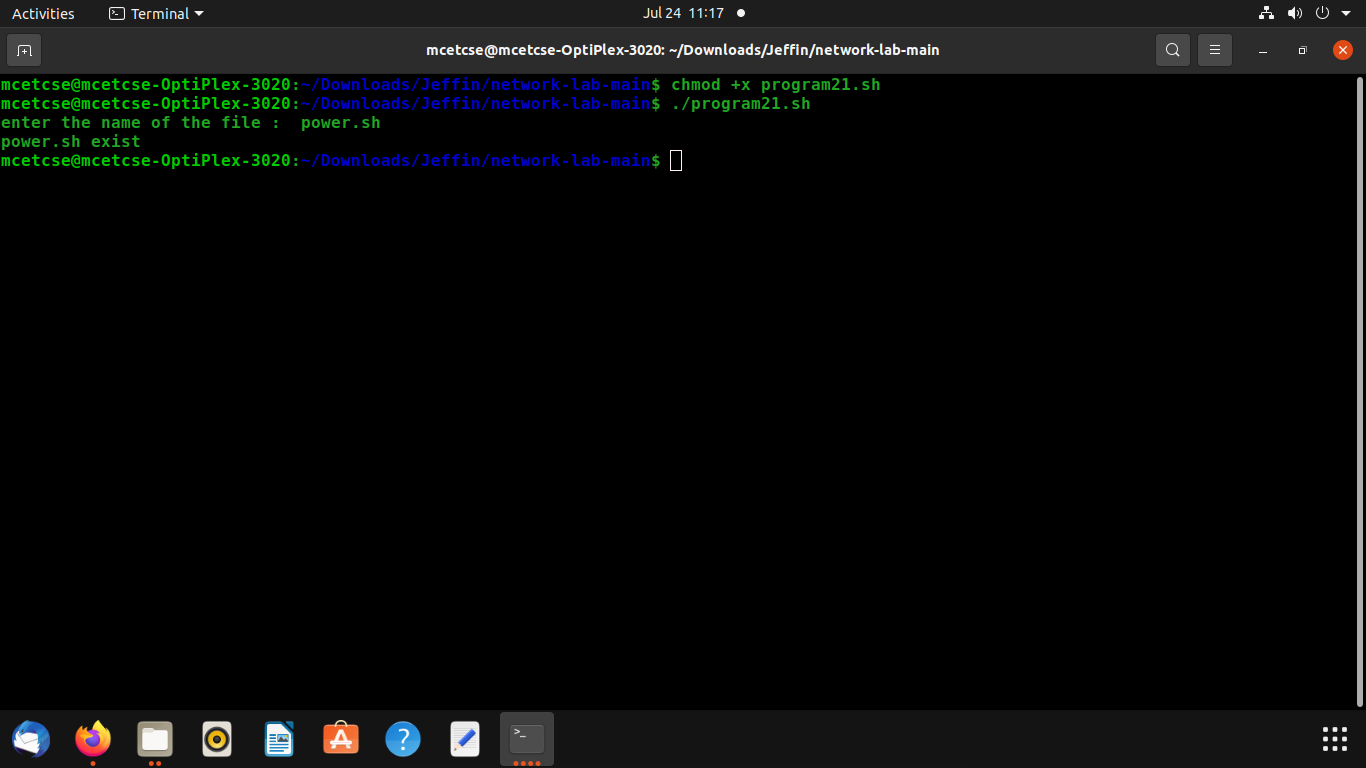 Activities Terminal Jul 24 11:17
mcetcse@mcetcse-OptiPlex-3020: ~/Downloads/Jeffin/network-lab-main
mcetcse@mcetcse-OptiPlex-3020:~/Downloads/Jeffin/network-lab-main$ chmod +x program21.sh
mcetcse@mcetcse-OptiPlex-3020:~/Downloads/Jeffin/network-lab-main$ ./program21.sh
enter the name of the file :  power.sh
power.sh exist
mcetcse@mcetcse-OptiPlex-3020:~/Downloads/Jeffin/network-lab-main$